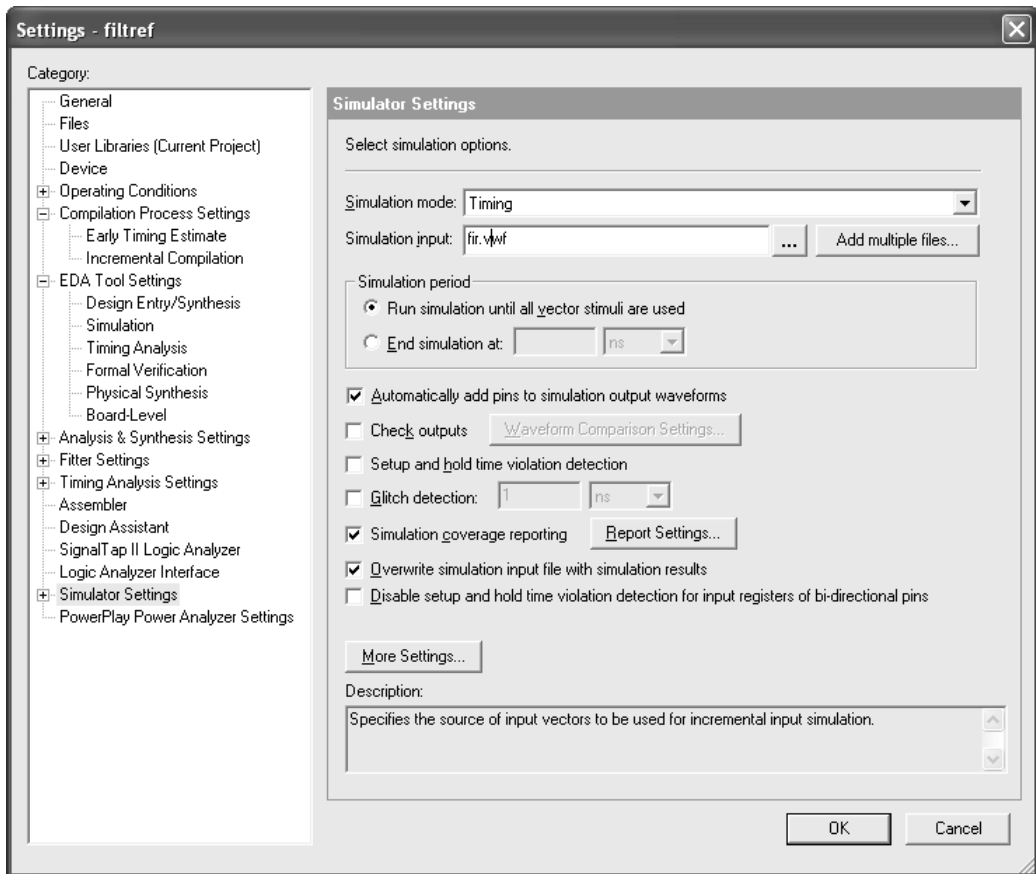 Settings - filtref
Category:
General
Files
User Libraries (Current Project)
Device
Operating Conditions
Compilation Process Settings
Early Timing Estimate
Incremental Compilation
EDA Tool Settings
Design Entry/Synthesis
Simulation
Timing Analysis
Formal Verification
Physical Synthesis
Board-Level
Analysis & Synthesis Settings
Fitter Settings
Timing Analysis Settings
Assembler
Design Assistant
SignalTap II Logic Analyzer
Logic Analyzer Interface
Simulator Settings
PowerPlay Power Analyzer Settings
Simulator Settings
Select simulation options.
Simulation mode: Timing
Simulation input: fir.vwf ... Add multiple files...
Simulation period
Run simulation until all vector stimuli are used
End simulation at: ns
Automatically add pins to simulation output waveforms
Check outputs Waveform Comparison Settings...
Setup and hold time violation detection
Glitch detection: 1 ns
Simulation coverage reporting Report Settings...
Overwrite simulation input file with simulation results
Disable setup and hold time violation detection for input registers of bi-directional pins
More Settings...
Description:
Specifies the source of input vectors to be used for incremental input simulation.
OK Cancel